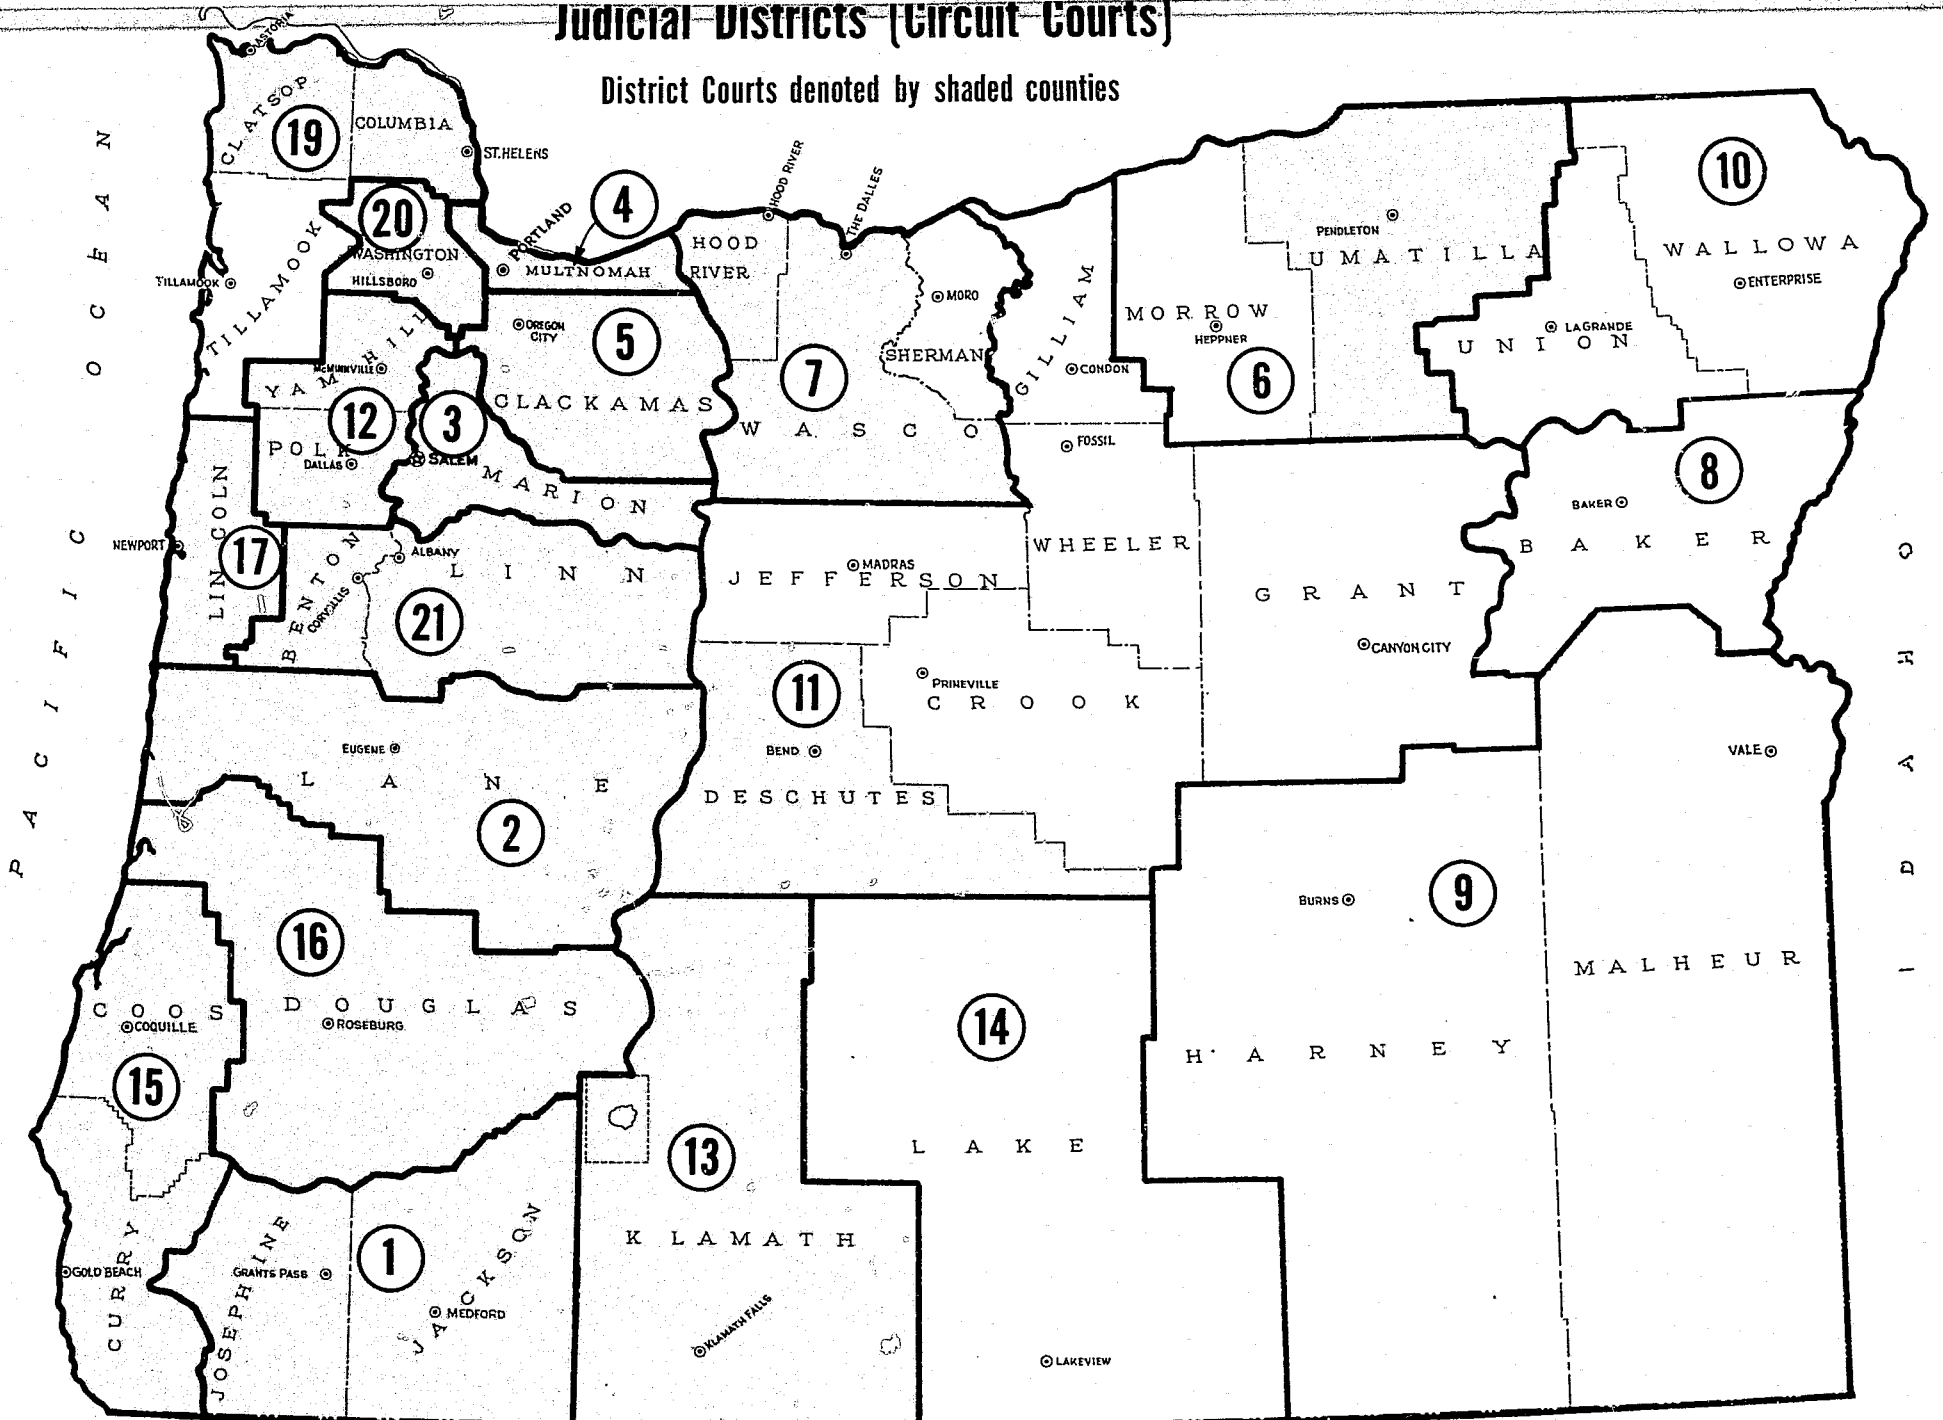 Judicial Districts (Circuit Courts)
District Courts denoted by shaded counties
PACIFIC OCEAN
IDAHO
ASTORIA
CLATSOP
19
COLUMBIA
ST. HELENS
20
WASHINGTON
HILLSBORO
PORTLAND
4
MULTNOMAH
HOOD RIVER
HOOD
RIVER
THE DALLES
TILLAMOOK
TILLAMOOK
MORO
SHERMAN
GILLIAM
CONDON
MORROW
HEPPNER
6
PENDLETON
UMATILLA
10
WALLOWA
ENTERPRISE
LA GRANDE
UNION
OREGON
CITY
5
CLACKAMAS
7
WASCO
YAMHILL
McMINNVILLE
12
POLK
DALLAS
3
SALEM
MARION
FOSSIL
WHEELER
8
BAKER
BAKER
LINCOLN
NEWPORT
17
BENTON
CORVALLIS
ALBANY
LINN
21
MADRAS
JEFFERSON
GRANT
CANYON CITY
11
BEND
DESCHUTES
PRINEVILLE
CROOK
EUGENE
LANE
2
VALE
BURNS
9
MALHEUR
HARNEY
16
DOUGLAS
ROSEBURG
COOS
COQUILLE
15
14
LAKE
13
KLAMATH
KLAMATH FALLS
LAKEVIEW
CURRY
GOLD BEACH
JOSEPHINE
GRANTS PASS
1
JACKSON
MEDFORD